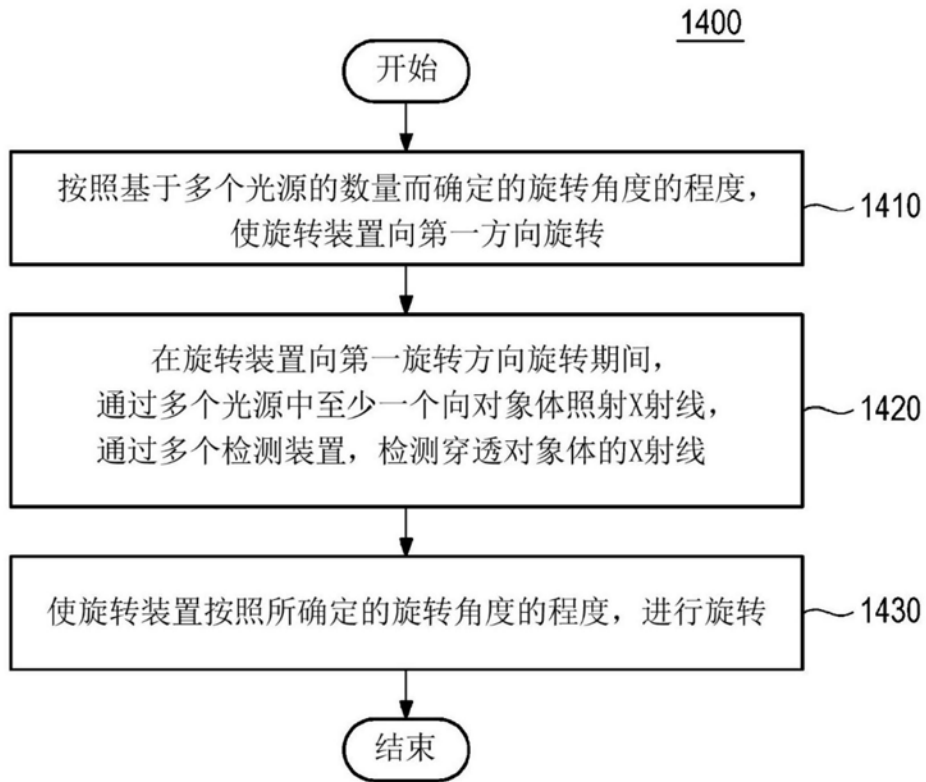 1400
开始
按照基于多个光源的数量而确定的旋转角度的程度，
使旋转装置向第一方向旋转
1410
在旋转装置向第一旋转方向旋转期间，
通过多个光源中至少一个向对象体照射X射线，
通过多个检测装置，检测穿透对象体的X射线
1420
使旋转装置按照所确定的旋转角度的程度，进行旋转
1430
结束